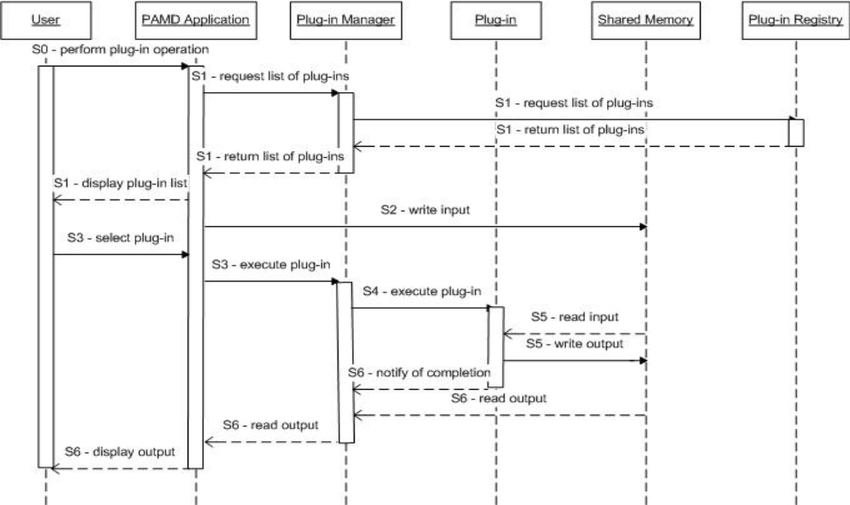 User
PAMD Application
Plug-in Manager
Plug-in
Shared Memory
Plug-in Registry
S0 - perform plug-in operation
S1 - request list of plug-ins
S1 - request list of plug-ins
S1 - return list of plug-ins
S1 - return list of plug-ins
S1 - display plug-in list
S2 - write input
S3 - select plug-in
S3 - execute plug-in
S4 - execute plug-in
S5 - read input
S5 - write output
S6 - notify of completion
S6 - read output
S6 - read output
S6 - display output